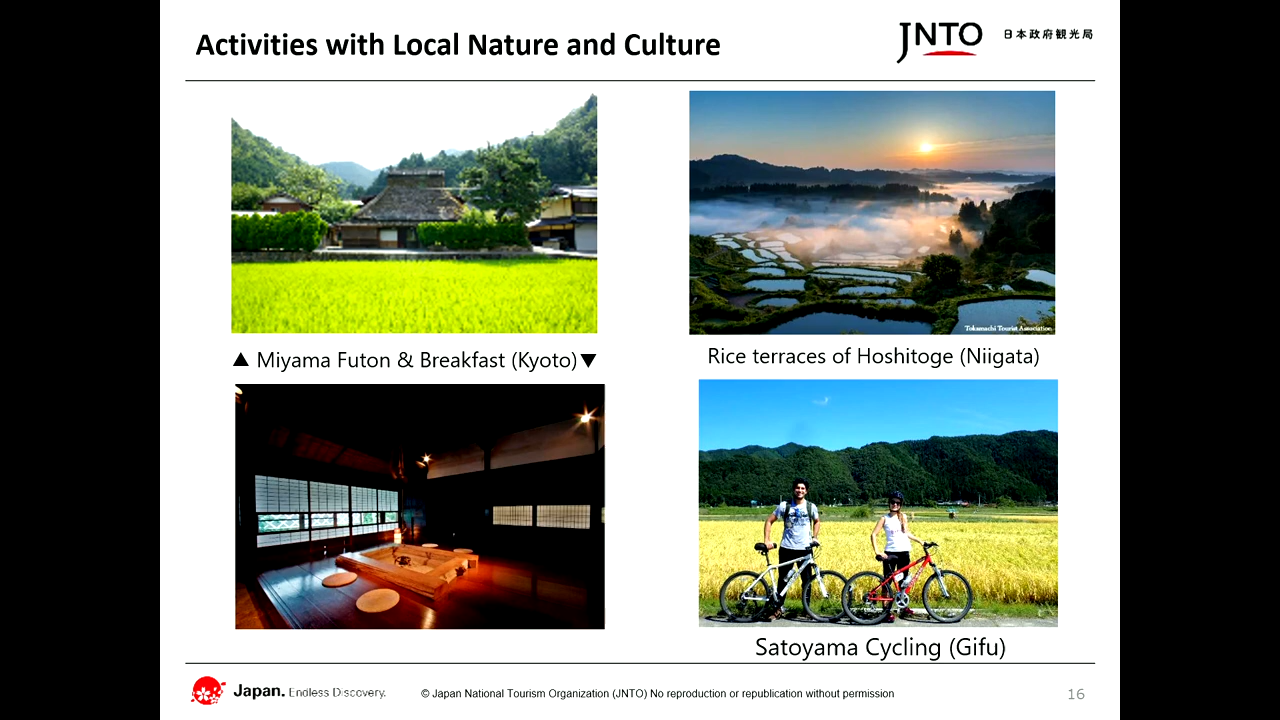 Activities with Local Nature and Culture
JNTO 日本政府観光局
Tokamachi Tourist Association
▲ Miyama Futon & Breakfast (Kyoto)▼
Rice terraces of Hoshitoge (Niigata)
Satoyama Cycling (Gifu)
Japan. Endless Discovery.
© Japan National Tourism Organization (JNTO) No reproduction or republication without permission
16